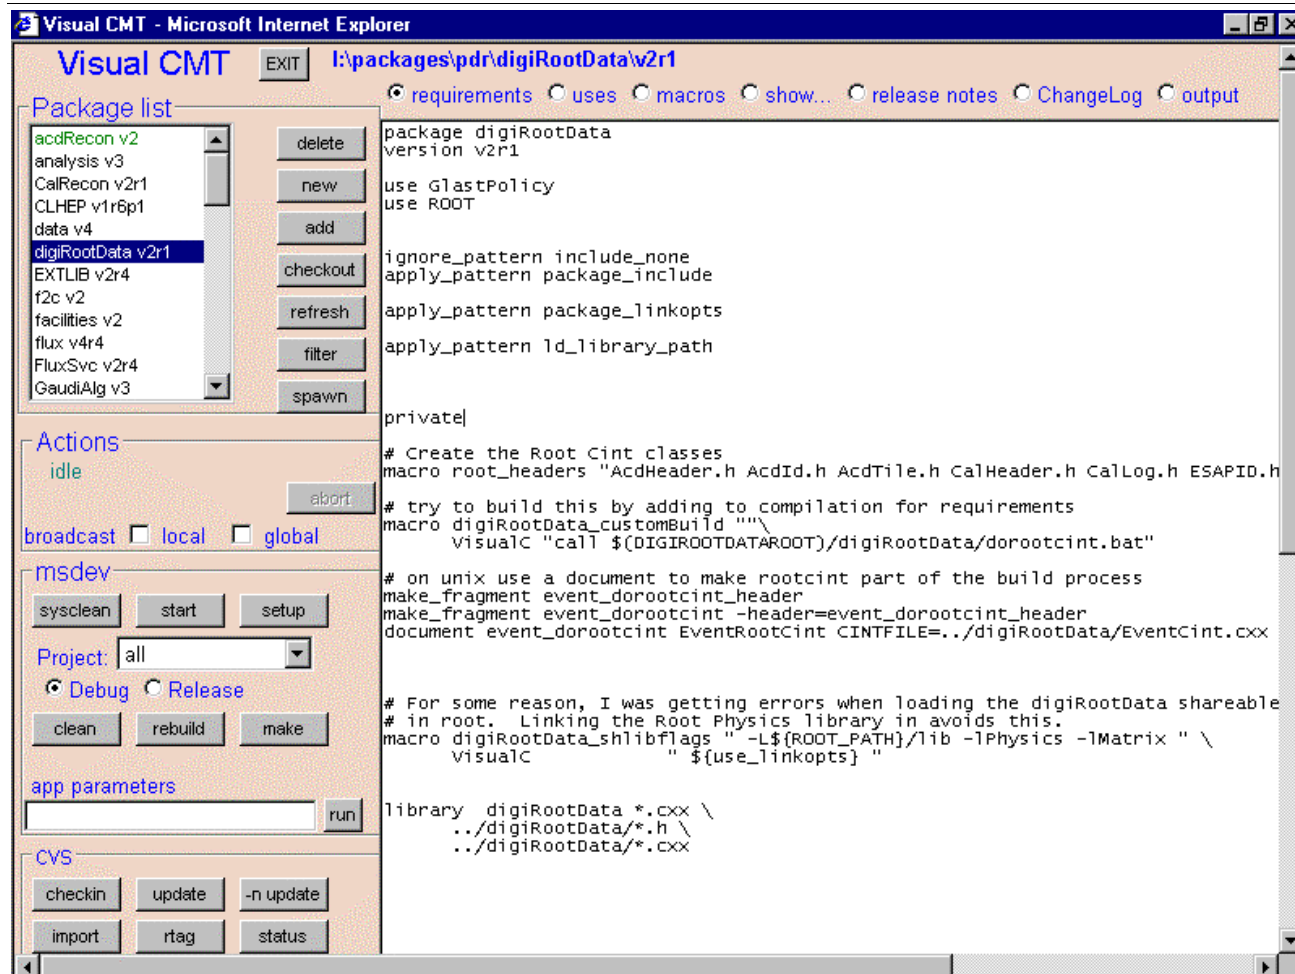 Visual CMT - Microsoft Internet Explorer
Visual CMT EXIT I:\packages\pdr\digiRootData\v2r1
requirements uses macros show... release notes ChangeLog output
Package list
acdRecon v2
analysis v3
CalRecon v2r1
CLHEP v1r6p1
data v4
digiRootData v2r1
EXTLIB v2r4
f2c v2
facilities v2
flux v4r4
FluxSvc v2r4
GaudiAlg v3
delete
new
add
checkout
refresh
filter
spawn
Actions
idle
abort
broadcast local global
msdev
sysclean start setup
Project: all
Debug Release
clean rebuild make
app parameters
run
cvs
checkin update -n update
import rtag status
package digiRootData
version v2r1
use GlastPolicy
use ROOT
ignore_pattern include_none
apply_pattern package_include
apply_pattern package_linkopts
apply_pattern ld_library_path
private
# Create the Root Cint classes
macro root_headers "AcdHeader.h AcdId.h AcdTile.h CalHeader.h CalLog.h ESAPID.h
# try to build this by adding to compilation for requirements
macro digiRootData_customBuild ""\
VisualC "call $(DIGIROOTDATAROOT)/digiRootData/dorootcint.bat"
# on unix use a document to make rootcint part of the build process
make_fragment event_dorootcint_header
make_fragment event_dorootcint -header=event_dorootcint_header
document event_dorootcint EventRootCint CINTFILE=../digiRootData/EventCint.cxx
# For some reason, I was getting errors when loading the digiRootData shareable
# in root. Linking the Root Physics library in avoids this.
macro digiRootData_shlibflags " -L${ROOT_PATH}/lib -lPhysics -lMatrix " \
VisualC " ${use_linkopts} "
library digiRootData *.cxx \
../digiRootData/*.h \
../digiRootData/*.cxx